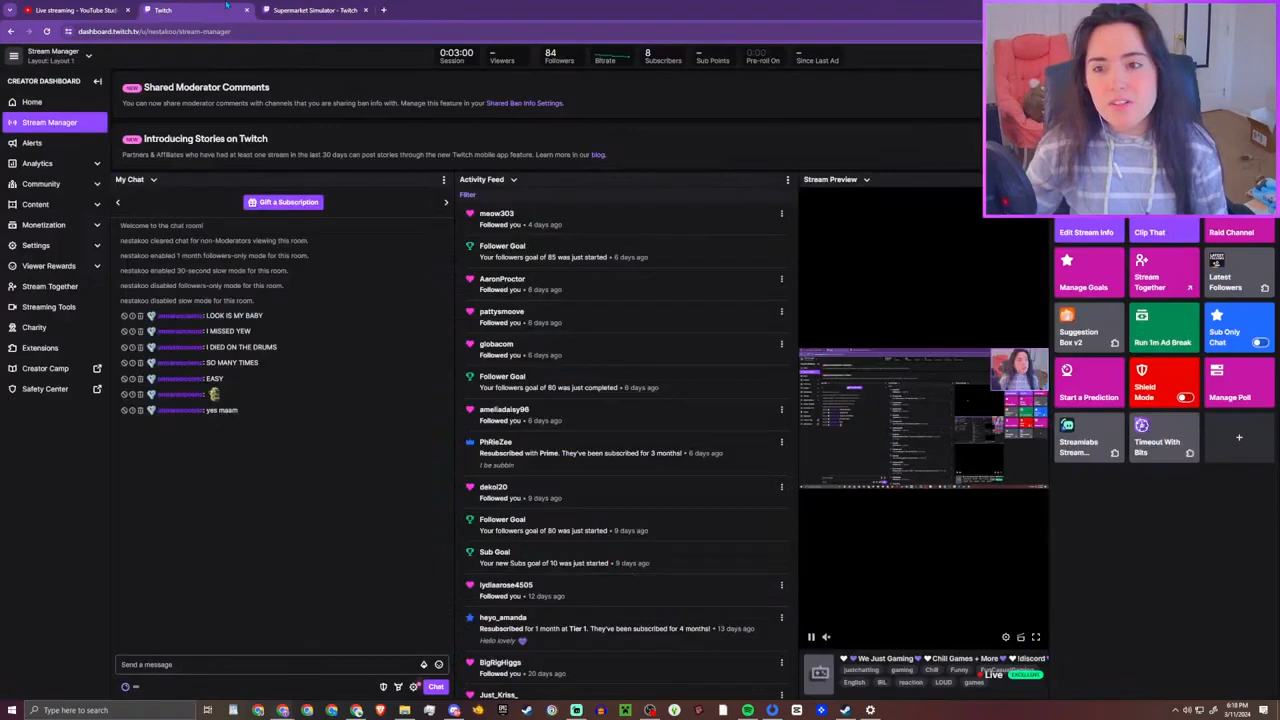 Live streaming - YouTube Stud
Twitch
Supermarket Simulator - Twitch
dashboard.twitch.tv/u/nestakoo/stream-manager
Stream Manager
Layout: Layout 1
0:03:00
Session
–
Viewers
84
Followers
Bitrate
8
Subscribers
–
Sub Points
0:00
Pre-roll On
–
Since Last Ad
CREATOR DASHBOARD
Home
Stream Manager
Alerts
Analytics
Community
Content
Monetization
Settings
Viewer Rewards
Stream Together
Streaming Tools
Charity
Extensions
Creator Camp
Safety Center
NEW Shared Moderator Comments
You can now share moderator comments with channels that you are sharing ban info with. Manage this feature in your Shared Ban Info Settings.
NEW Introducing Stories on Twitch
Partners & Affiliates who have had at least one stream in the last 30 days can post stories through the new Twitch mobile app feature. Learn more in our blog.
My Chat
Gift a Subscription
Welcome to the chat room!
nestakoo cleared chat for non-Moderators viewing this room.
nestakoo enabled 1 month followers-only mode for this room.
nestakoo enabled 30-second slow mode for this room.
nestakoo disabled followers-only mode for this room.
nestakoo disabled slow mode for this room.
: LOOK IS MY BABY
: I MISSED YEW
: I DIED ON THE DRUMS
: SO MANY TIMES
: EASY
: yes maam
Send a message
Chat
Activity Feed
Filter
meow303
Followed you • 4 days ago
Follower Goal
Your followers goal of 85 was just started • 6 days ago
AaronProctor
Followed you • 6 days ago
pattysmoove
Followed you • 6 days ago
globacom
Followed you • 6 days ago
Follower Goal
Your followers goal of 80 was just completed • 6 days ago
ameliadaisy96
Followed you • 6 days ago
PhRieZee
Resubscribed with Prime. They've been subscribed for 3 months! • 6 days ago
I be subbin
dekol20
Followed you • 9 days ago
Follower Goal
Your followers goal of 80 was just started • 9 days ago
Sub Goal
Your new Subs goal of 10 was just started • 9 days ago
lydiaarose4505
Followed you • 12 days ago
heyo_amanda
Resubscribed for 1 month at Tier 1. They've been subscribed for 4 months! • 13 days ago
Hello lovely
BigRigHiggs
Followed you • 20 days ago
Just_Kriss_
Stream Preview
We Just Gaming Chill Games + More !discord
justchatting gaming Chill Funny
English IRL reaction LOUD games
Live EXCELLENT
Edit Stream Info
Clip That
Raid Channel
Manage Goals
Stream Together
Latest Followers
Suggestion Box v2
Run 1m Ad Break
Sub Only Chat
Start a Prediction
Shield Mode
Manage Poll
Streamlabs Stream...
Timeout With Bits
Type here to search
6:18 PM
3/11/2024